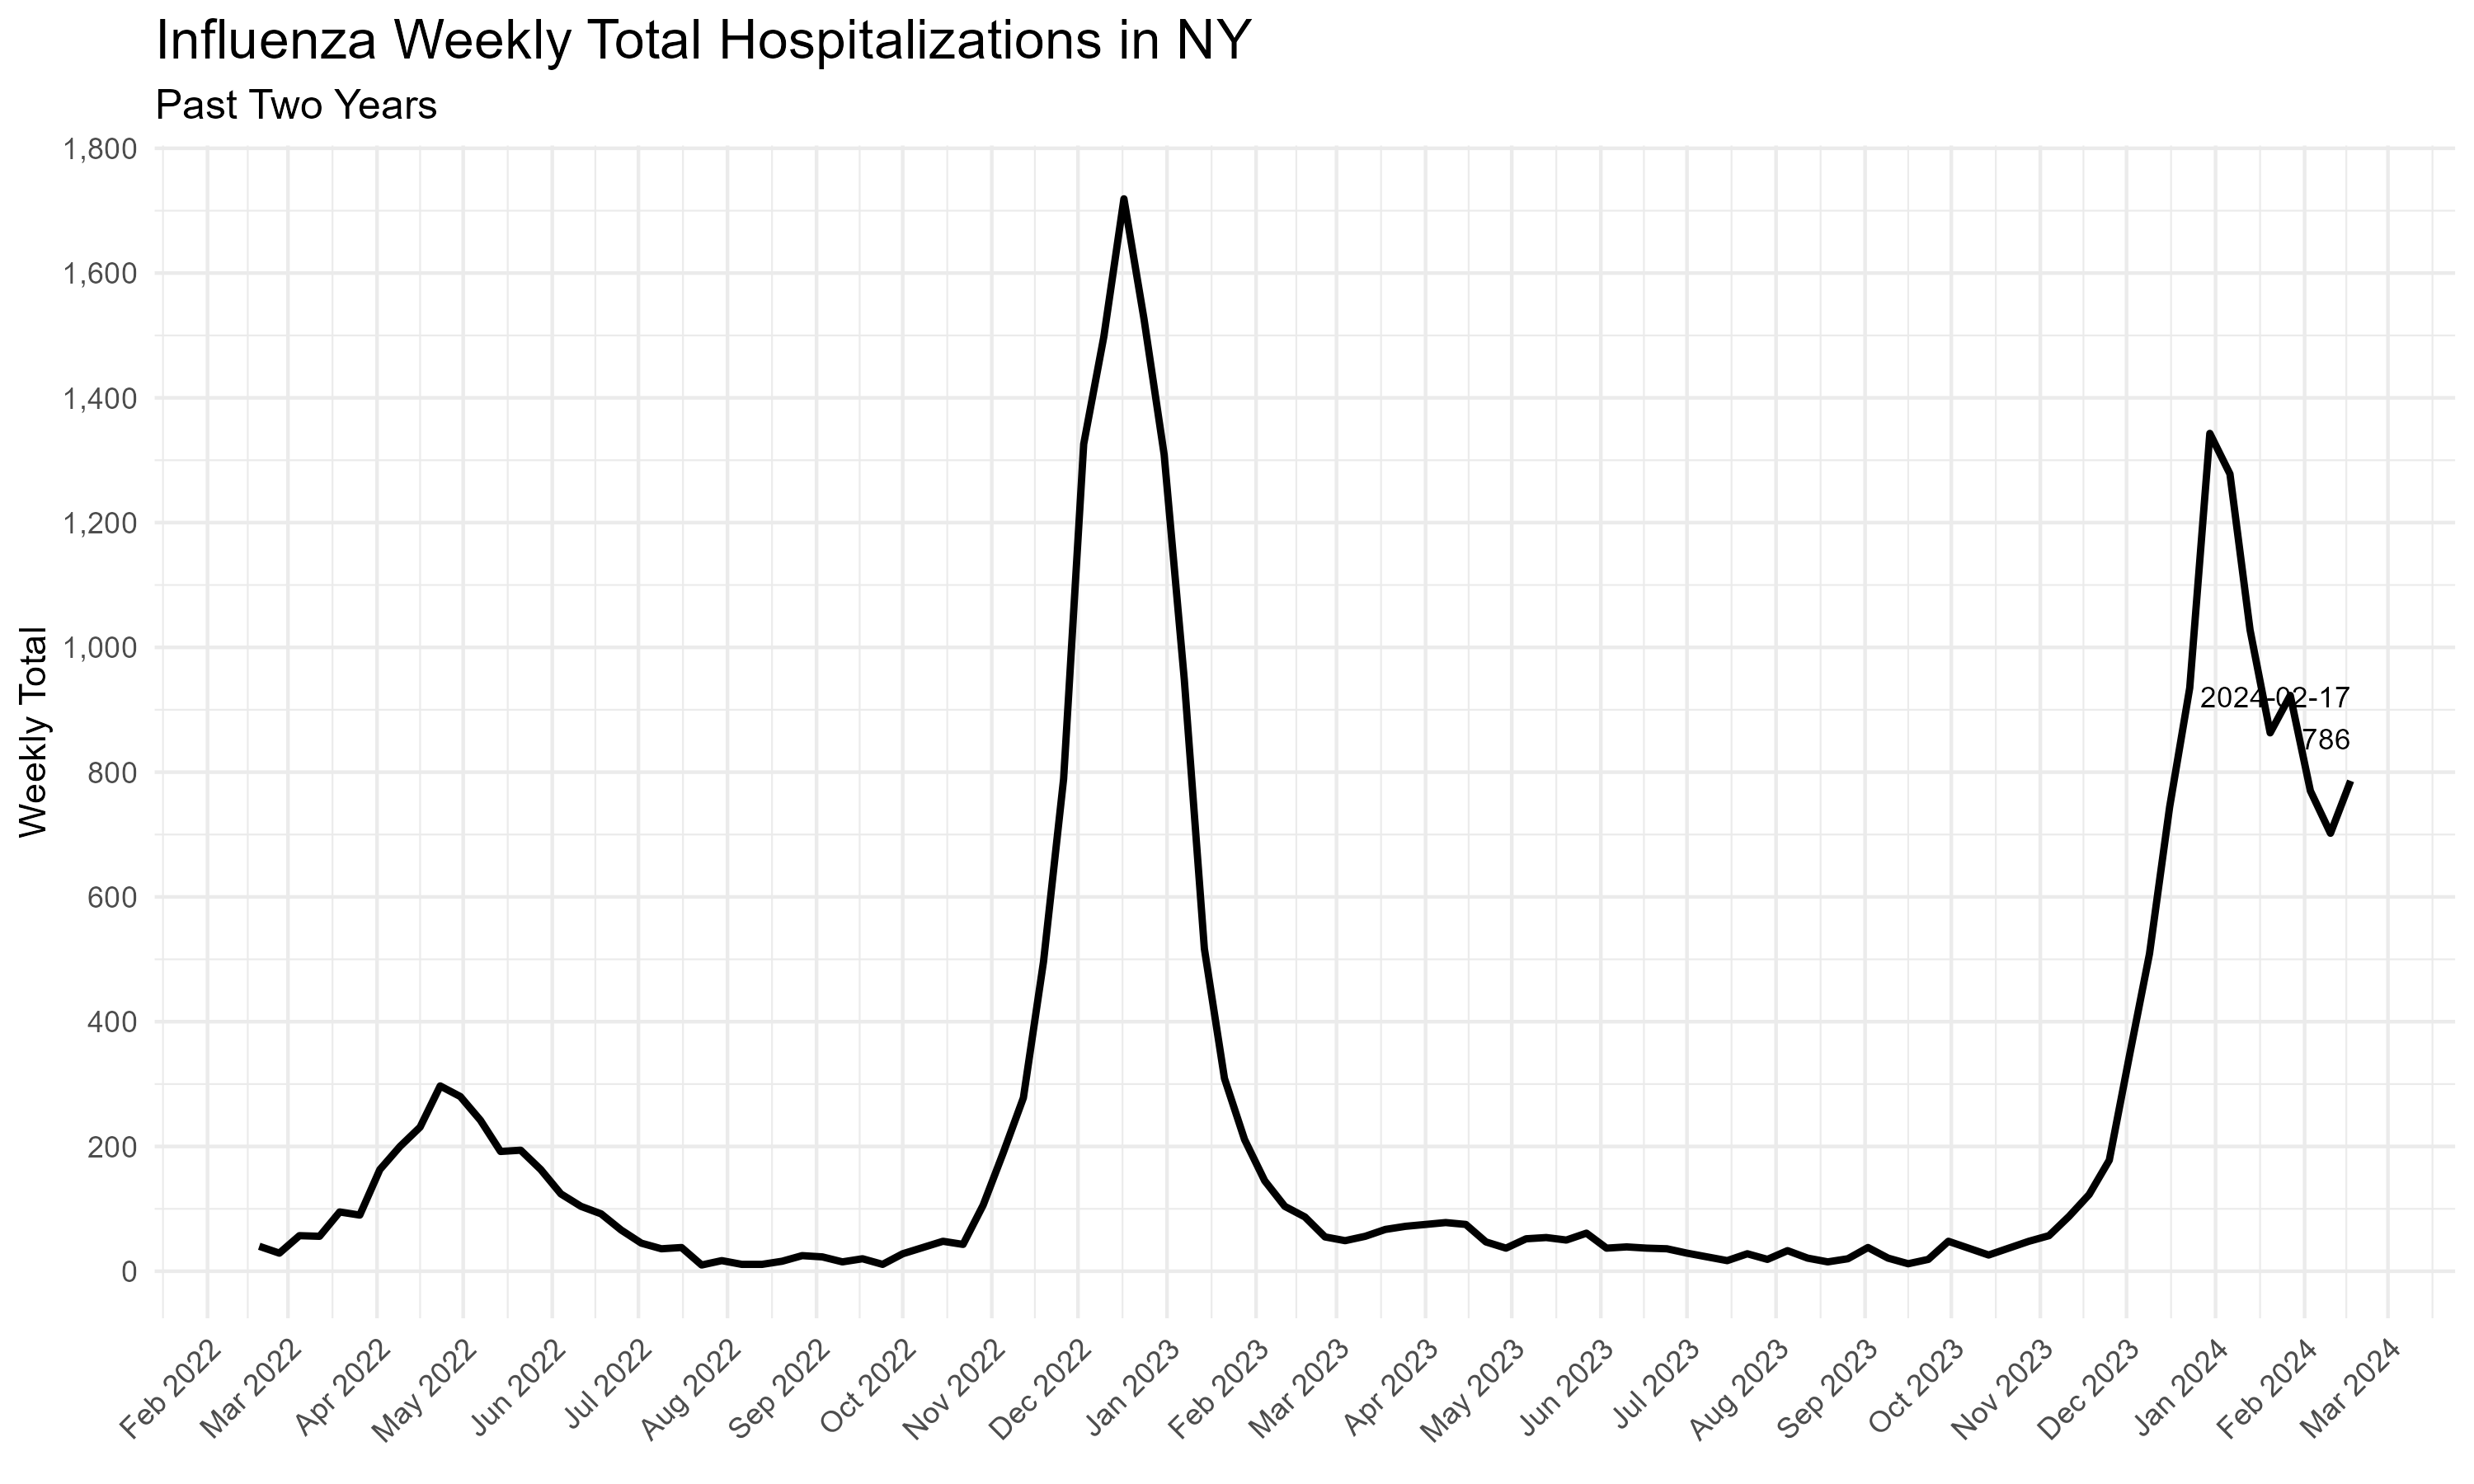 Influenza Weekly Total Hospitalizations in NY
Past Two Years
Weekly Total
1,800
1,600
1,400
1,200
1,000
800
600
400
200
0
2024-02-17
786
Feb 2022
Mar 2022
Apr 2022
May 2022
Jun 2022
Jul 2022
Aug 2022
Sep 2022
Oct 2022
Nov 2022
Dec 2022
Jan 2023
Feb 2023
Mar 2023
Apr 2023
May 2023
Jun 2023
Jul 2023
Aug 2023
Sep 2023
Oct 2023
Nov 2023
Dec 2023
Jan 2024
Feb 2024
Mar 2024